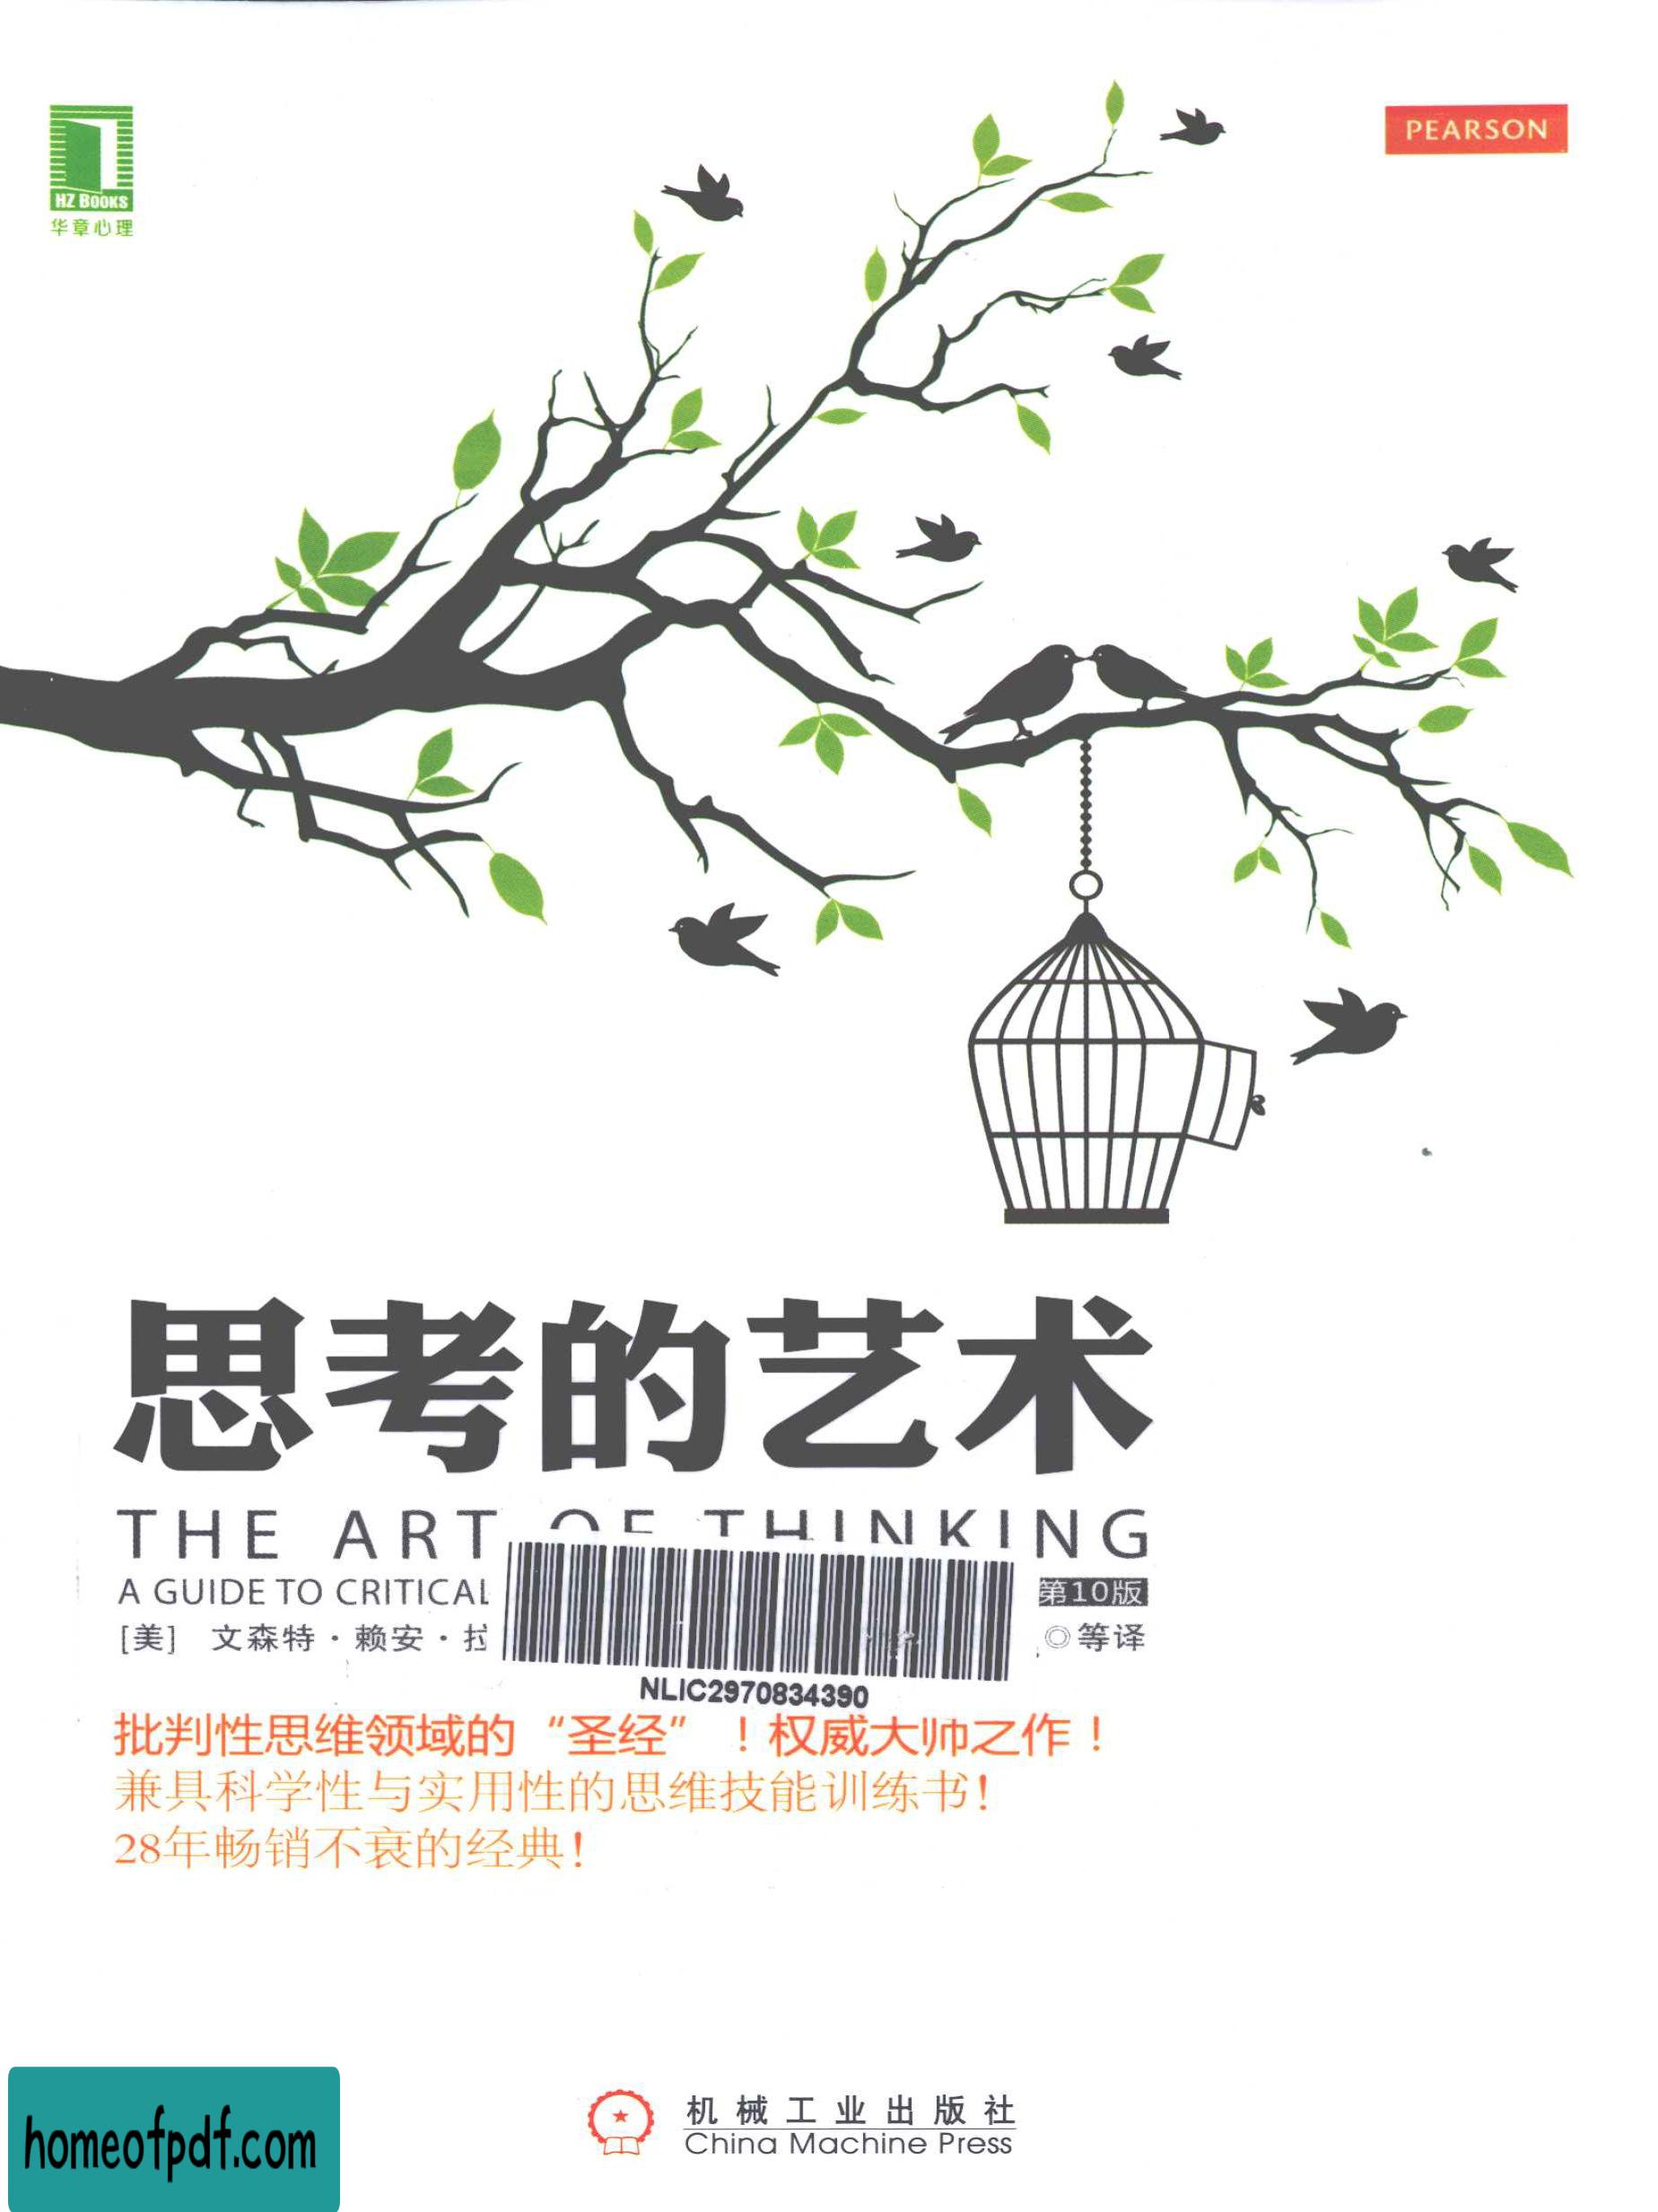 HZ BOOKS
华章心理
PEARSON
思考的艺术
THE ART OF THINKING
A GUIDE TO CRITICAL
第10版
[美] 文森特·赖安·拉
◎等译
NLIC2970834390
批判性思维领域的“圣经”！权威大师之作！
兼具科学性与实用性的思维技能训练书！
28年畅销不衰的经典！
机械工业出版社
China Machine Press
homeofpdf.com